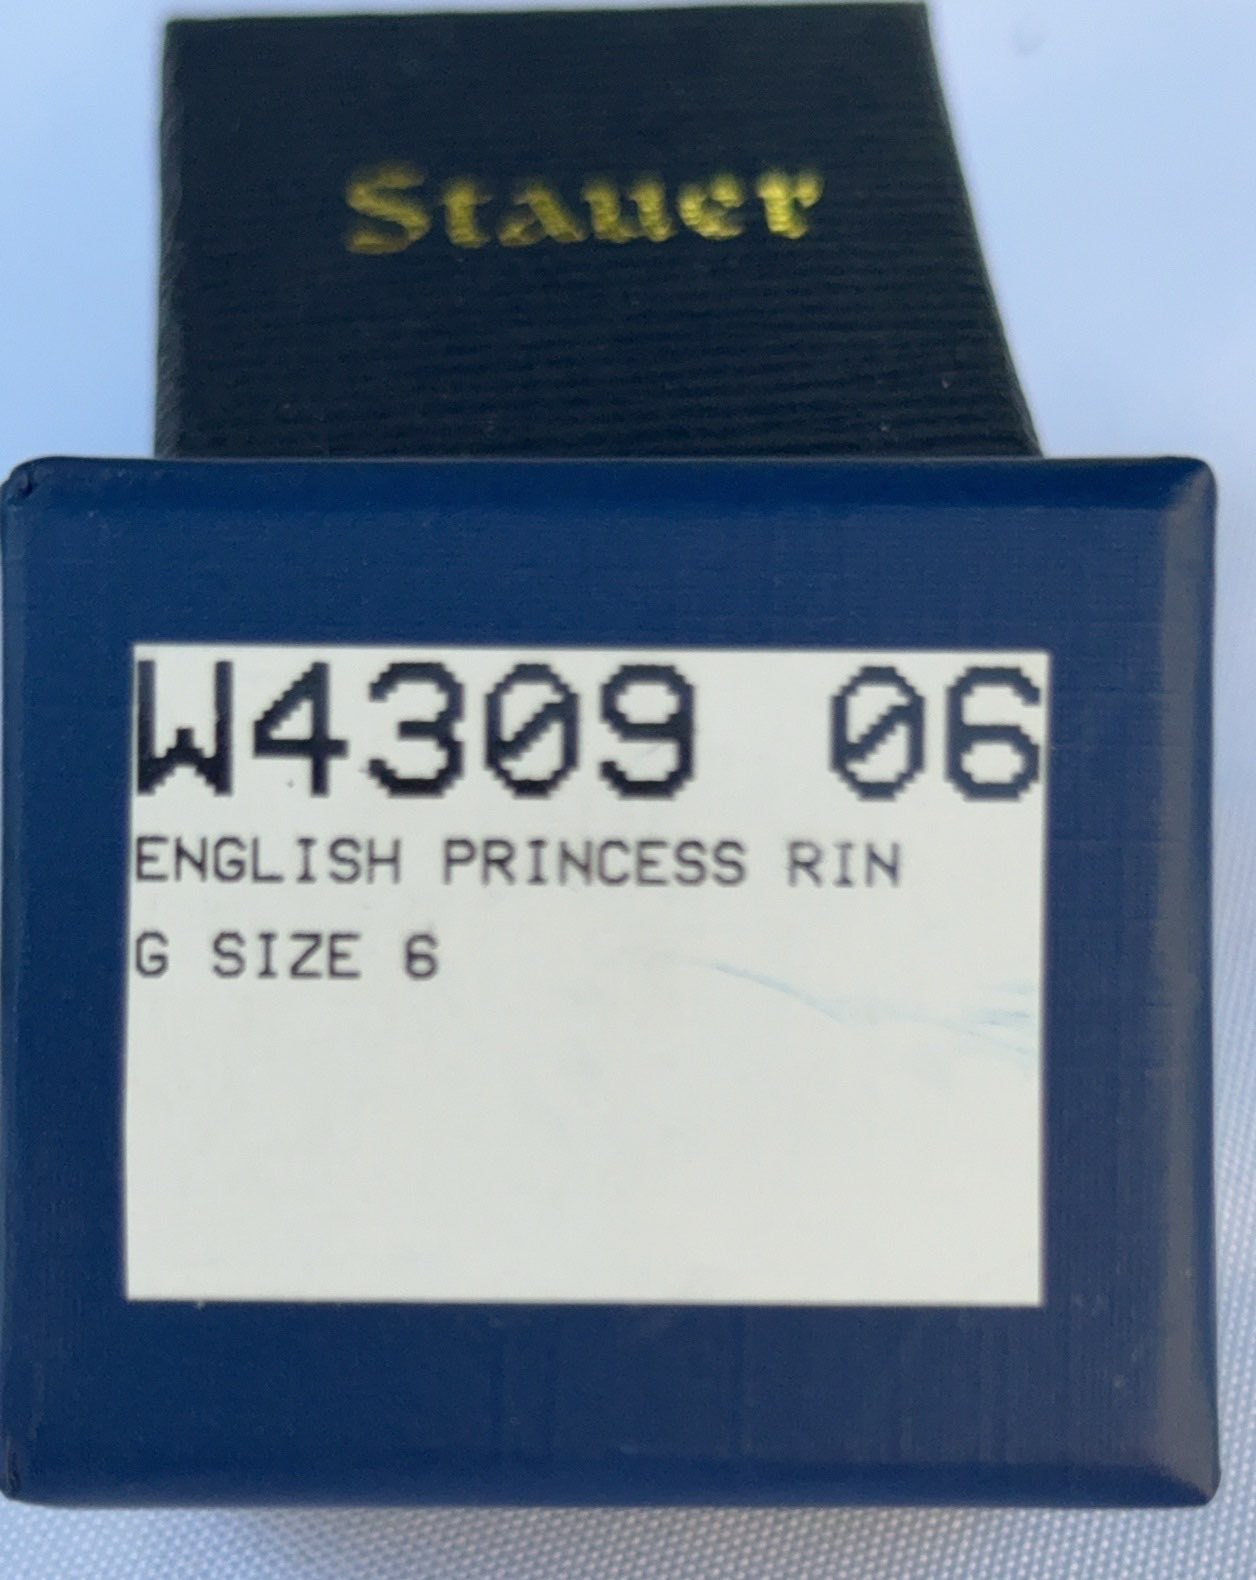 Stauer
W4309 06
ENGLISH PRINCESS RIN
G SIZE 6